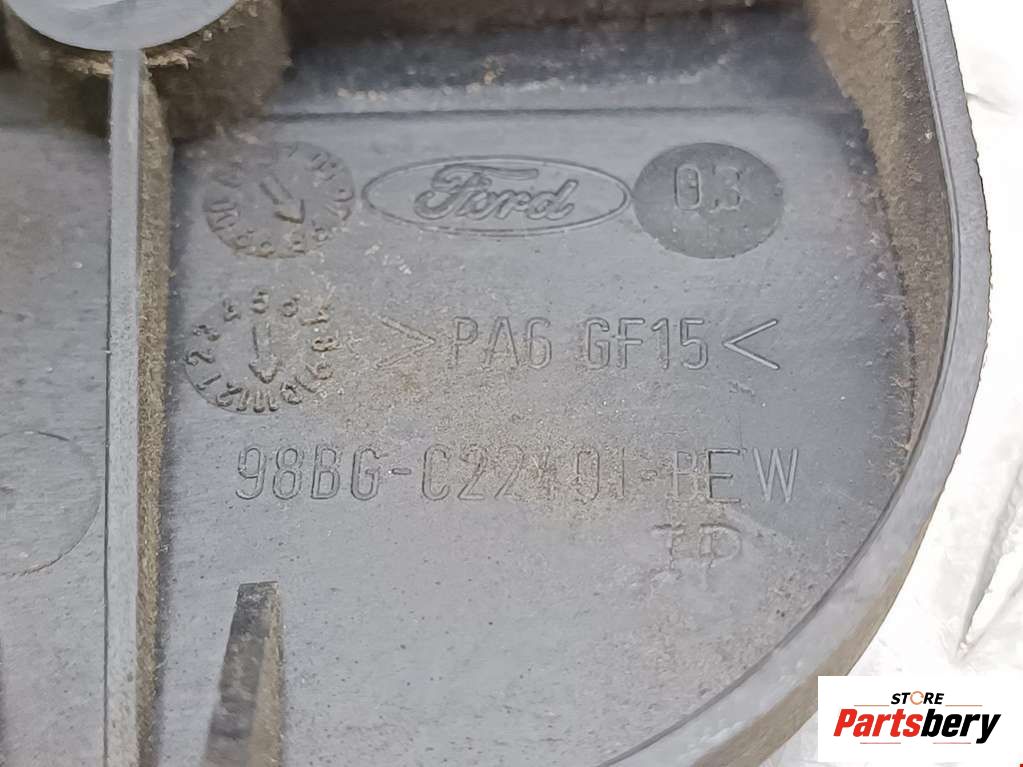 Ford 03
>PA6 GF15<
98BG-C22401-BEW
STORE
Partsbery